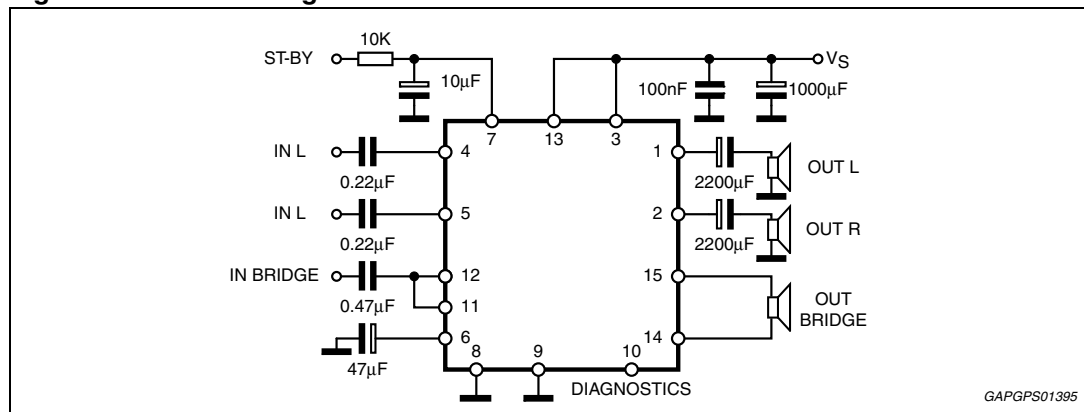 10K
ST-BY
10µF
100nF
1000µF
VS
7
13
3
IN L
4
0.22µF
1
2200µF
OUT L
IN L
5
0.22µF
2
2200µF
OUT R
IN BRIDGE
12
0.47µF
11
15
OUT
BRIDGE
14
6
47µF
8
9
10
DIAGNOSTICS
GAPGPS01395